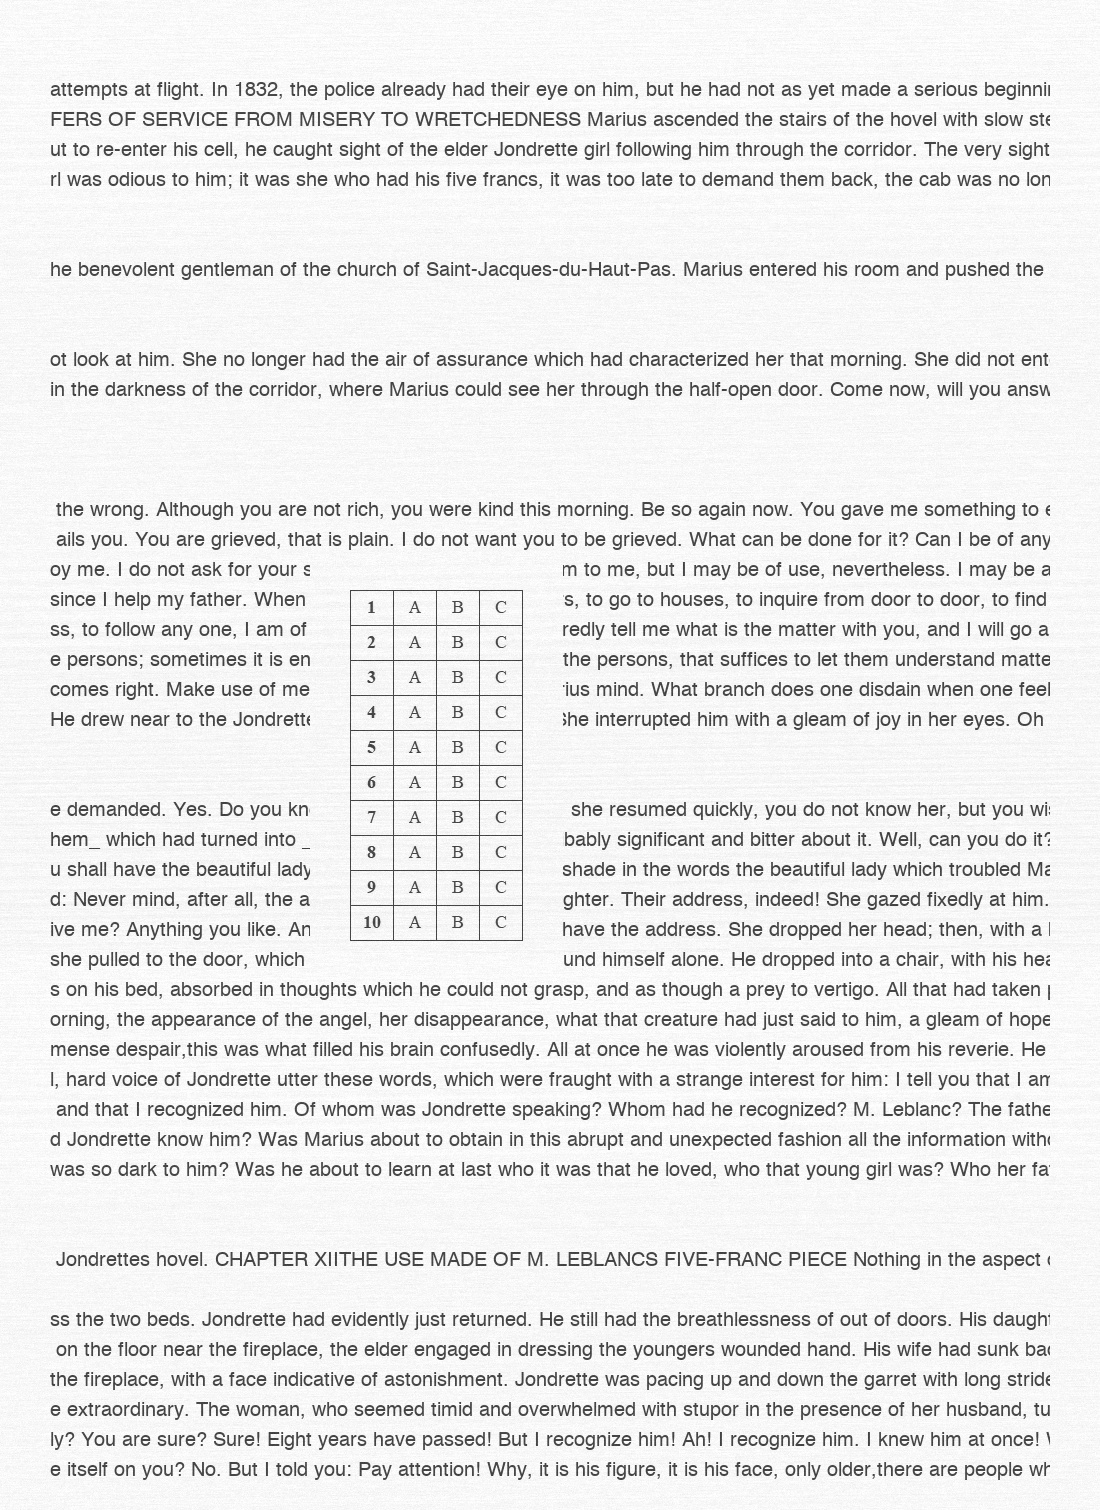 attempts at flight. In 1832, the police already had their eye on him, but he had not as yet made a serious beginni
FERS OF SERVICE FROM MISERY TO WRETCHEDNESS Marius ascended the stairs of the hovel with slow ste
ut to re-enter his cell, he caught sight of the elder Jondrette girl following him through the corridor. The very sight
rl was odious to him; it was she who had his five francs, it was too late to demand them back, the cab was no lon
he benevolent gentleman of the church of Saint-Jacques-du-Haut-Pas. Marius entered his room and pushed the
ot look at him. She no longer had the air of assurance which had characterized her that morning. She did not ent
in the darkness of the corridor, where Marius could see her through the half-open door. Come now, will you answ
the wrong. Although you are not rich, you were kind this morning. Be so again now. You gave me something to e
ails you. You are grieved, that is plain. I do not want you to be grieved. What can be done for it? Can I be of any
oy me. I do not ask for your s m to me, but I may be of use, nevertheless. I may be a
since I help my father. When s, to go to houses, to inquire from door to door, to find
ss, to follow any one, I am of redly tell me what is the matter with you, and I will go a
e persons; sometimes it is en the persons, that suffices to let them understand matte
comes right. Make use of me rius mind. What branch does one disdain when one feel
He drew near to the Jondrette She interrupted him with a gleam of joy in her eyes. Oh
e demanded. Yes. Do you kn she resumed quickly, you do not know her, but you wis
hem_ which had turned into _ bably significant and bitter about it. Well, can you do it?
u shall have the beautiful lady shade in the words the beautiful lady which troubled Ma
d: Never mind, after all, the a ghter. Their address, indeed! She gazed fixedly at him.
ive me? Anything you like. An have the address. She dropped her head; then, with a
she pulled to the door, which und himself alone. He dropped into a chair, with his hea
1 A B C
2 A B C
3 A B C
4 A B C
5 A B C
6 A B C
7 A B C
8 A B C
9 A B C
10 A B C
s on his bed, absorbed in thoughts which he could not grasp, and as though a prey to vertigo. All that had taken
orning, the appearance of the angel, her disappearance, what that creature had just said to him, a gleam of hope
mense despair,this was what filled his brain confusedly. All at once he was violently aroused from his reverie. He
l, hard voice of Jondrette utter these words, which were fraught with a strange interest for him: I tell you that I am
and that I recognized him. Of whom was Jondrette speaking? Whom had he recognized? M. Leblanc? The fathe
d Jondrette know him? Was Marius about to obtain in this abrupt and unexpected fashion all the information witho
was so dark to him? Was he about to learn at last who it was that he loved, who that young girl was? Who her fat
Jondrettes hovel. CHAPTER XIITHE USE MADE OF M. LEBLANCS FIVE-FRANC PIECE Nothing in the aspect
ss the two beds. Jondrette had evidently just returned. He still had the breathlessness of out of doors. His daught
on the floor near the fireplace, the elder engaged in dressing the youngers wounded hand. His wife had sunk bac
the fireplace, with a face indicative of astonishment. Jondrette was pacing up and down the garret with long stride
e extraordinary. The woman, who seemed timid and overwhelmed with stupor in the presence of her husband, tu
ly? You are sure? Sure! Eight years have passed! But I recognize him! Ah! I recognize him. I knew him at once!
e itself on you? No. But I told you: Pay attention! Why, it is his figure, it is his face, only older,there are people wh